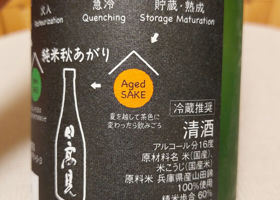 火入
Pasteurization
急冷
Quenching
貯蔵・熟成
Storage Maturation
純米秋あがり
Aged
SAKE
夏を越して茶色に
変わったら飲みごろ
日高見
冷蔵推奨
清酒
アルコール分16度
原材料名 米(国産)、
米こうじ(国産米)
原料米 兵庫県産山田錦
100%使用
精米歩合 60%